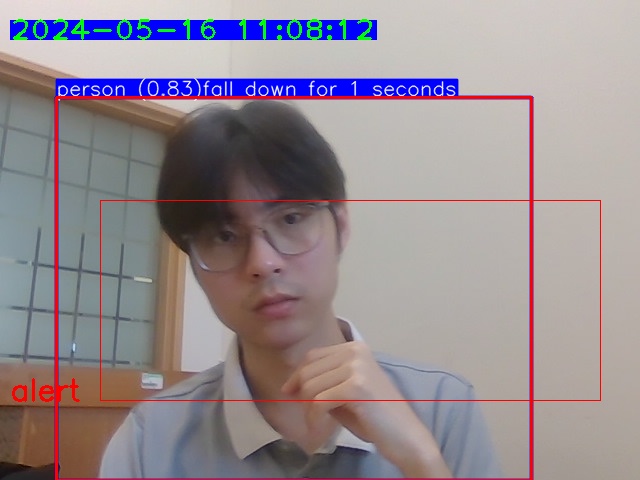 2024-05-16 11:08:12
person (0.83)fall down for 1 seconds
alert